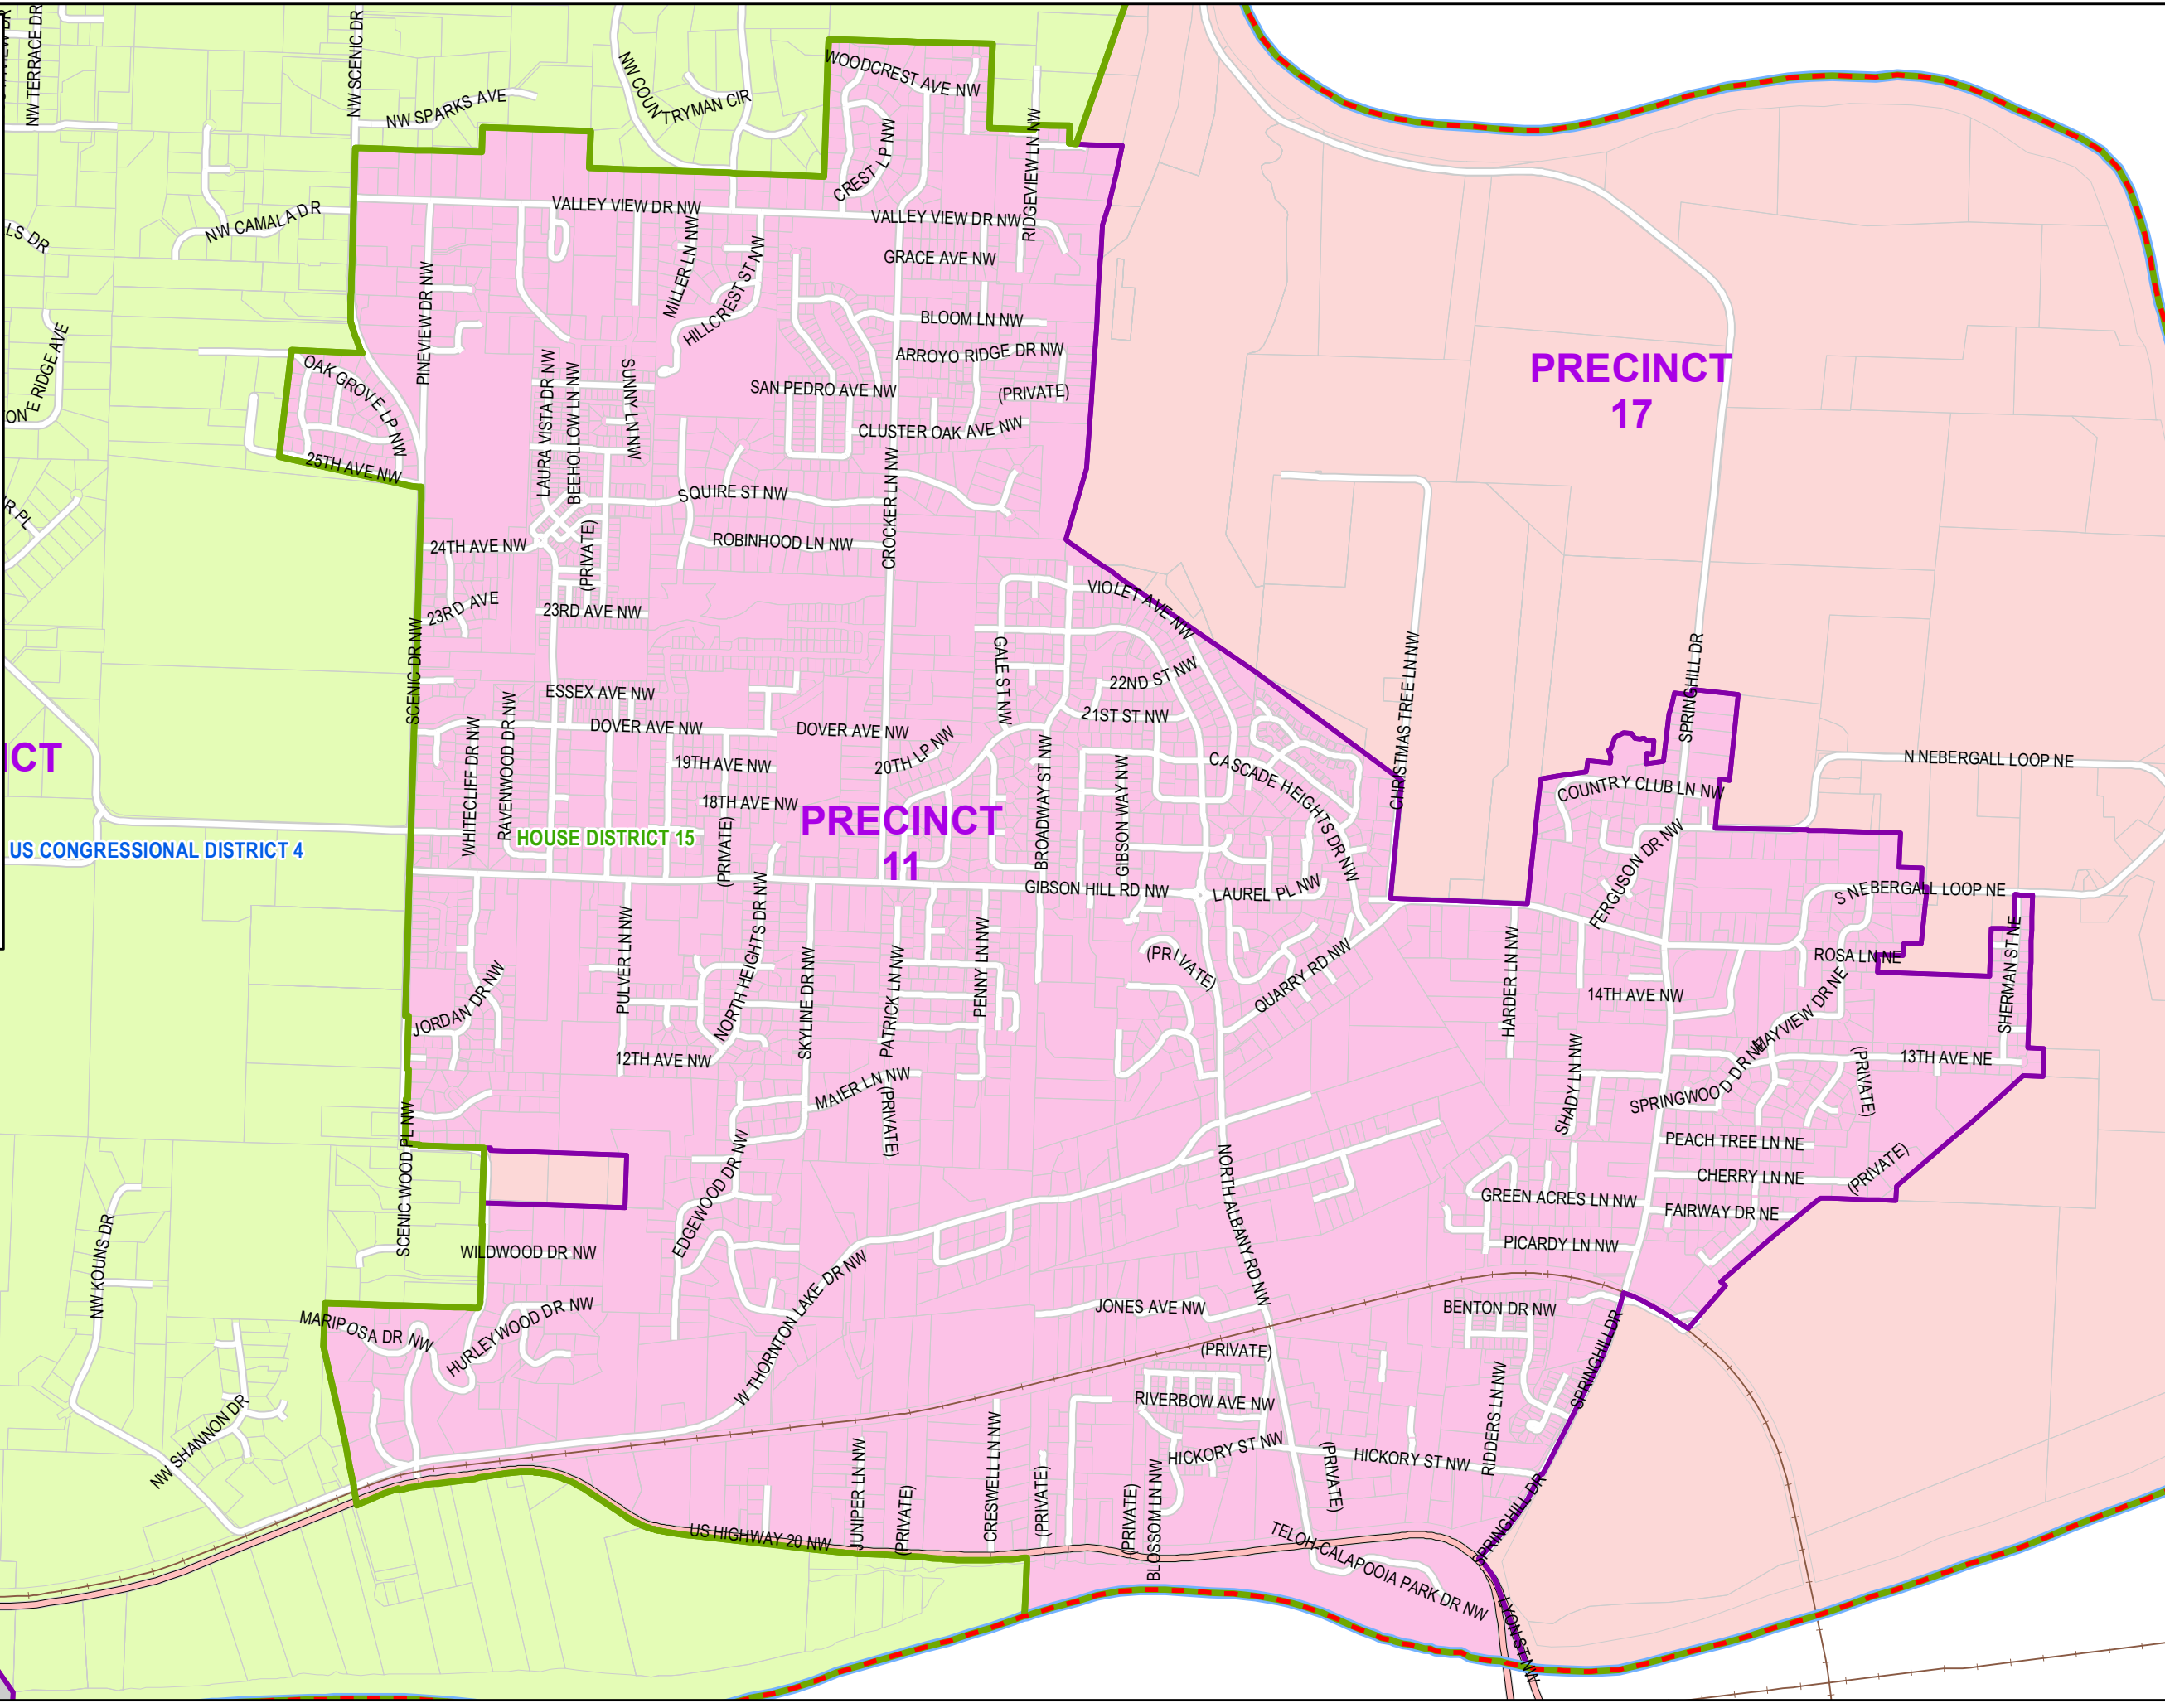 NW TERRACE DR
NW SCENIC DR
NW SPARKS AVE
NW COUNTRYMAN CIR
WOODCREST AVE NW
CREST LP NW
RIDGEVIEW LN NW
VALLEY VIEW DR NW
VALLEY VIEW DR NW
NW CAMALA DR
LS DR
GRACE AVE NW
MILLER LN NW
HILLCREST ST NW
PINEVIEW DR NW
BLOOM LN NW
ARROYO RIDGE DR NW
E RIDGE AVE
ON
OAK GROVE LP NW
LAURA VISTA DR NW
BEEHOLLOW LN NW
SUNNY LN NW
SAN PEDRO AVE NW
(PRIVATE)
PRECINCT
17
CLUSTER OAK AVE NW
25TH AVE NW
SQUIRE ST NW
CROCKER LN NW
R PL
24TH AVE NW
(PRIVATE)
ROBINHOOD LN NW
23RD AVE
23RD AVE NW
VIOLET AVE NW
SCENIC DR NW
GALE ST NW
22ND ST NW
21ST ST NW
CHRISTMAS TREE LN NW
SPRINGHILL DR
ESSEX AVE NW
RAVENWOOD DR NW
WHITECLIFF DR NW
DOVER AVE NW
DOVER AVE NW
20TH LP NW
19TH AVE NW
18TH AVE NW
(PRIVATE)
BROADWAY ST NW
GIBSON WAY NW
CASCADE HEIGHTS DR NW
COUNTRY CLUB LN NW
N NEBERGALL LOOP NE
ICT
US CONGRESSIONAL DISTRICT 4
HOUSE DISTRICT 15
PRECINCT
11
FERGUSON DR NW
GIBSON HILL RD NW
LAUREL PL NW
S NEBERGALL LOOP NE
PULVER LN NW
NORTH HEIGHTS DR NW
SKYLINE DR NW
PATRICK LN NW
PENNY LN NW
(PRIVATE)
QUARRY RD NW
HARDER LN NW
ROSA LN NE
SHERMAN ST NE
14TH AVE NW
MAYVIEW DR NE
JORDAN DR NW
12TH AVE NW
MAIER LN NW
(PRIVATE)
SHADY LN NW
SPRINGWOOD DR NE
13TH AVE NE
(PRIVATE)
SCENIC WOOD PL NW
EDGEWOOD DR NW
NORTH ALBANY RD NW
PEACH TREE LN NE
CHERRY LN NE
(PRIVATE)
GREEN ACRES LN NW
FAIRWAY DR NE
PICARDY LN NW
NW KOUNS DR
WILDWOOD DR NW
MARIPOSA DR NW
HURLEYWOOD DR NW
W THORNTON LAKE DR NW
JONES AVE NW
BENTON DR NW
(PRIVATE)
SPRINGHILL DR
NW SHANNON DR
RIVERBOW AVE NW
HICKORY ST NW
HICKORY ST NW
RIDDERS LN NW
(PRIVATE)
US HIGHWAY 20 NW
JUNIPER LN NW
(PRIVATE)
CRESWELL LN NW
(PRIVATE)
(PRIVATE)
BLOSSOM LN NW
SPRINGHILL DR
TELOH-CALAPOOIA PARK DR NW
LYON ST NW